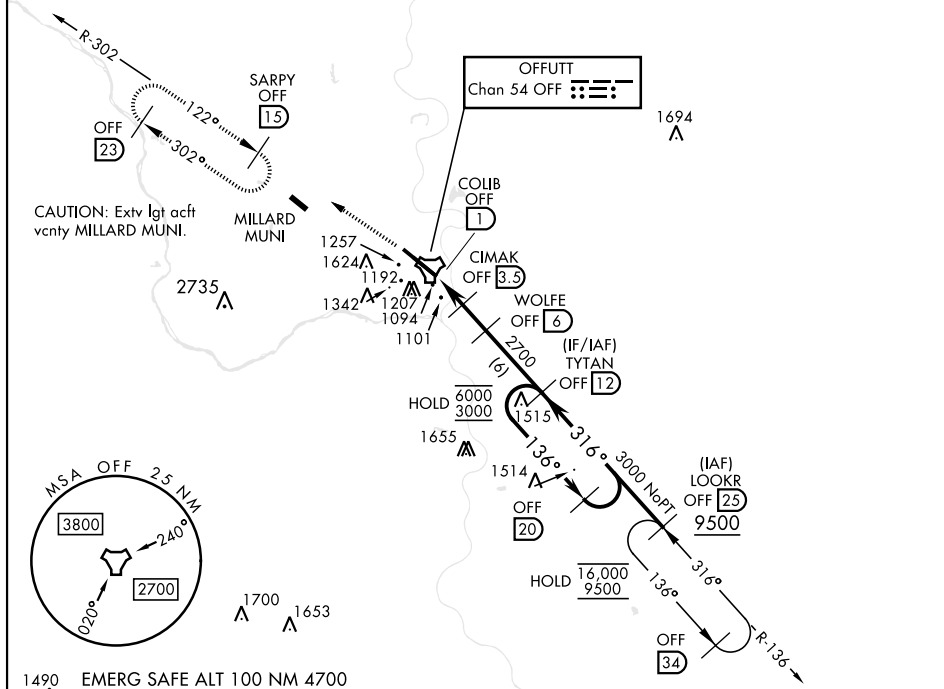 R-302
SARPY
OFF
15
122°
302°
OFF
23
OFFUTT
Chan 54 OFF
1694
CAUTION: Extv lgt acft
vcnty MILLARD MUNI.
MILLARD
MUNI
COLIB
OFF
1
1257
1624
1192
1342
1207
1094
1101
2735
CIMAK
OFF 3.5
WOLFE
OFF 6
2700
(6)
(IF/IAF)
TYTAN
OFF 12
HOLD 6000
3000
1515
1655
136°
316°
1514
3000 NoPT
(IAF)
LOOKR
OFF 25
9500
OFF
20
HOLD 16,000
9500
136°
316°
OFF
34
R-136
MSA OFF 25 NM
3800
240°
2700
020°
1700
1653
1490
EMERG SAFE ALT 100 NM 4700